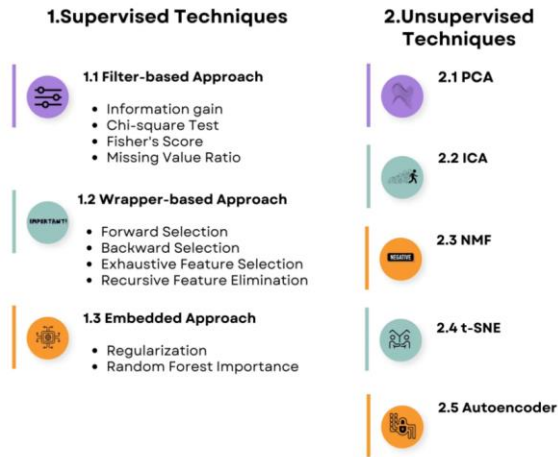 1.Supervised Techniques
1.1 Filter-based Approach
• Information gain
• Chi-square Test
• Fisher's Score
• Missing Value Ratio
IMPORTANT!
1.2 Wrapper-based Approach
• Forward Selection
• Backward Selection
• Exhaustive Feature Selection
• Recursive Feature Elimination
1.3 Embedded Approach
• Regularization
• Random Forest Importance
2.Unsupervised
Techniques
2.1 PCA
2.2 ICA
NEGATIVE
2.3 NMF
2.4 t-SNE
2.5 Autoencoder